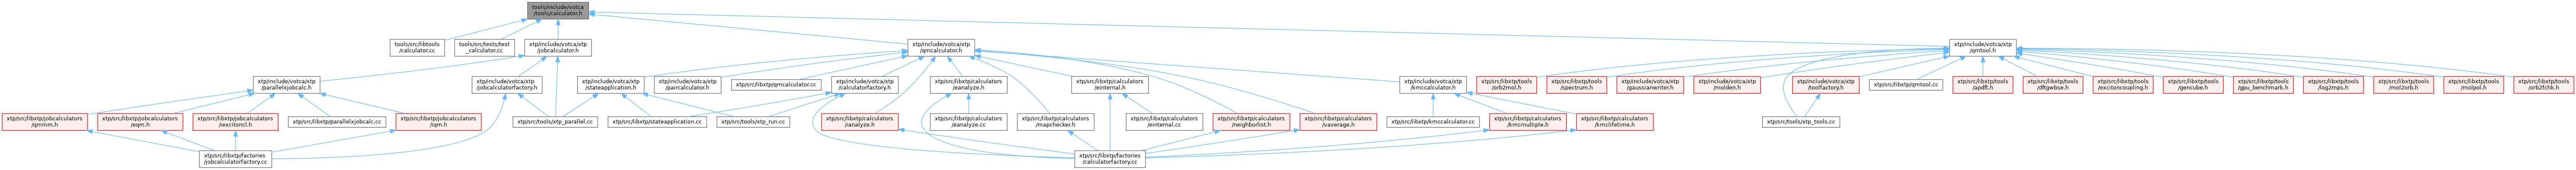 tools/include/votca
/tools/calculator.h
tools/src/libtools
/calculator.cc
tools/src/tests/test
_calculator.cc
xtp/include/votca/xtp
/jobcalculator.h
xtp/include/votca/xtp
/qmcalculator.h
xtp/include/votca/xtp
/qmtool.h
xtp/include/votca/xtp
/parallelxjobcalc.h
xtp/include/votca/xtp
/jobcalculatorfactory.h
xtp/include/votca/xtp
/stateapplication.h
xtp/include/votca/xtp
/paircalculator.h
xtp/src/libxtp/qmcalculator.cc
xtp/include/votca/xtp
/calculatorfactory.h
xtp/src/libxtp/calculators
/eanalyze.h
xtp/src/libxtp/calculators
/einternal.h
xtp/include/votca/xtp
/kmccalculator.h
xtp/src/libxtp/tools
/orb2mol.h
xtp/src/libxtp/tools
/spectrum.h
xtp/include/votca/xtp
/gaussianwriter.h
xtp/include/votca/xtp
/molden.h
xtp/include/votca/xtp
/toolfactory.h
xtp/src/libxtp/qmtool.cc
xtp/src/libxtp/tools
/apdft.h
xtp/src/libxtp/tools
/dftgwbse.h
xtp/src/libxtp/tools
/excitoncoupling.h
xtp/src/libxtp/tools
/gencube.h
xtp/src/libxtp/tools
/gpu_benchmark.h
xtp/src/libxtp/tools
/log2mps.h
xtp/src/libxtp/tools
/mol2orb.h
xtp/src/libxtp/tools
/molpol.h
xtp/src/libxtp/tools
/orb2fchk.h
xtp/src/libxtp/jobcalculators
/qmmm.h
xtp/src/libxtp/jobcalculators
/eqm.h
xtp/src/libxtp/jobcalculators
/iexcitoncl.h
xtp/src/libxtp/parallelxjobcalc.cc
xtp/src/libxtp/jobcalculators
/iqm.h
xtp/src/tools/xtp_parallel.cc
xtp/src/libxtp/stateapplication.cc
xtp/src/tools/xtp_run.cc
xtp/src/libxtp/calculators
/ianalyze.h
xtp/src/libxtp/calculators
/eanalyze.cc
xtp/src/libxtp/calculators
/mapchecker.h
xtp/src/libxtp/calculators
/einternal.cc
xtp/src/libxtp/calculators
/neighborlist.h
xtp/src/libxtp/calculators
/vaverage.h
xtp/src/libxtp/kmccalculator.cc
xtp/src/libxtp/calculators
/kmcmultiple.h
xtp/src/libxtp/calculators
/kmclifetime.h
xtp/src/tools/xtp_tools.cc
xtp/src/libxtp/factories
/jobcalculatorfactory.cc
xtp/src/libxtp/factories
/calculatorfactory.cc